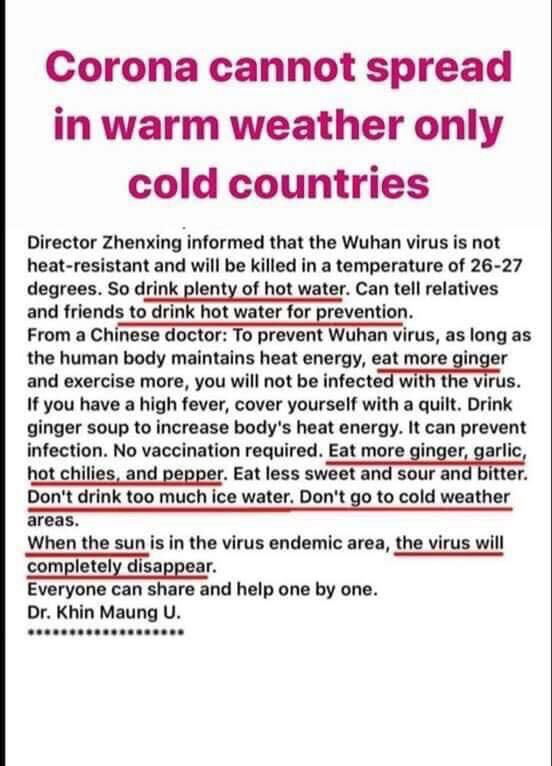 Corona cannot spread
in warm weather only
cold countries
Director Zhenxing informed that the Wuhan virus is not
heat-resistant and will be killed in a temperature of 26-27
degrees. So drink plenty of hot water. Can tell relatives
and friends to drink hot water for prevention.
From a Chinese doctor: To prevent Wuhan virus, as long as
the human body maintains heat energy, eat more ginger
and exercise more, you will not be infected with the virus.
If you have a high fever, cover yourself with a quilt. Drink
ginger soup to increase body's heat energy. It can prevent
infection. No vaccination required. Eat more ginger, garlic,
hot chilies, and pepper. Eat less sweet and sour and bitter.
Don't drink too much ice water. Don't go to cold weather
areas.
When the sun is in the virus endemic area, the virus will
completely disappear.
Everyone can share and help one by one.
Dr. Khin Maung U.
*******************